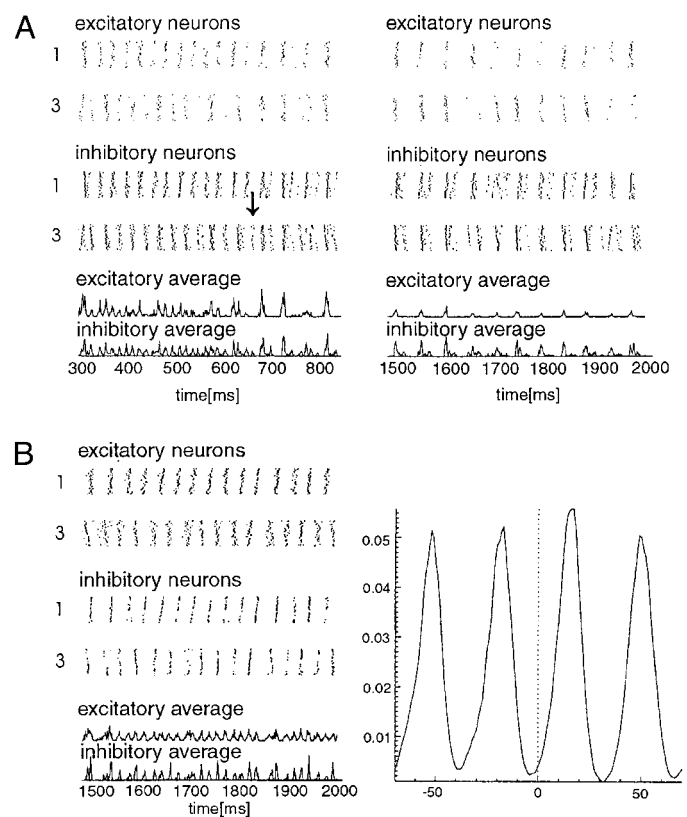 A
excitatory neurons
1
3
inhibitory neurons
1
3
excitatory average
inhibitory average
300 400 500 600 700 800
time[ms]
excitatory neurons
inhibitory neurons
excitatory average
inhibitory average
1500 1600 1700 1800 1900 2000
time[ms]
B
excitatory neurons
1
3
inhibitory neurons
1
3
excitatory average
inhibitory average
1500 1600 1700 1800 1900 2000
time[ms]
0.05
0.04
0.03
0.02
0.01
-50 0 50